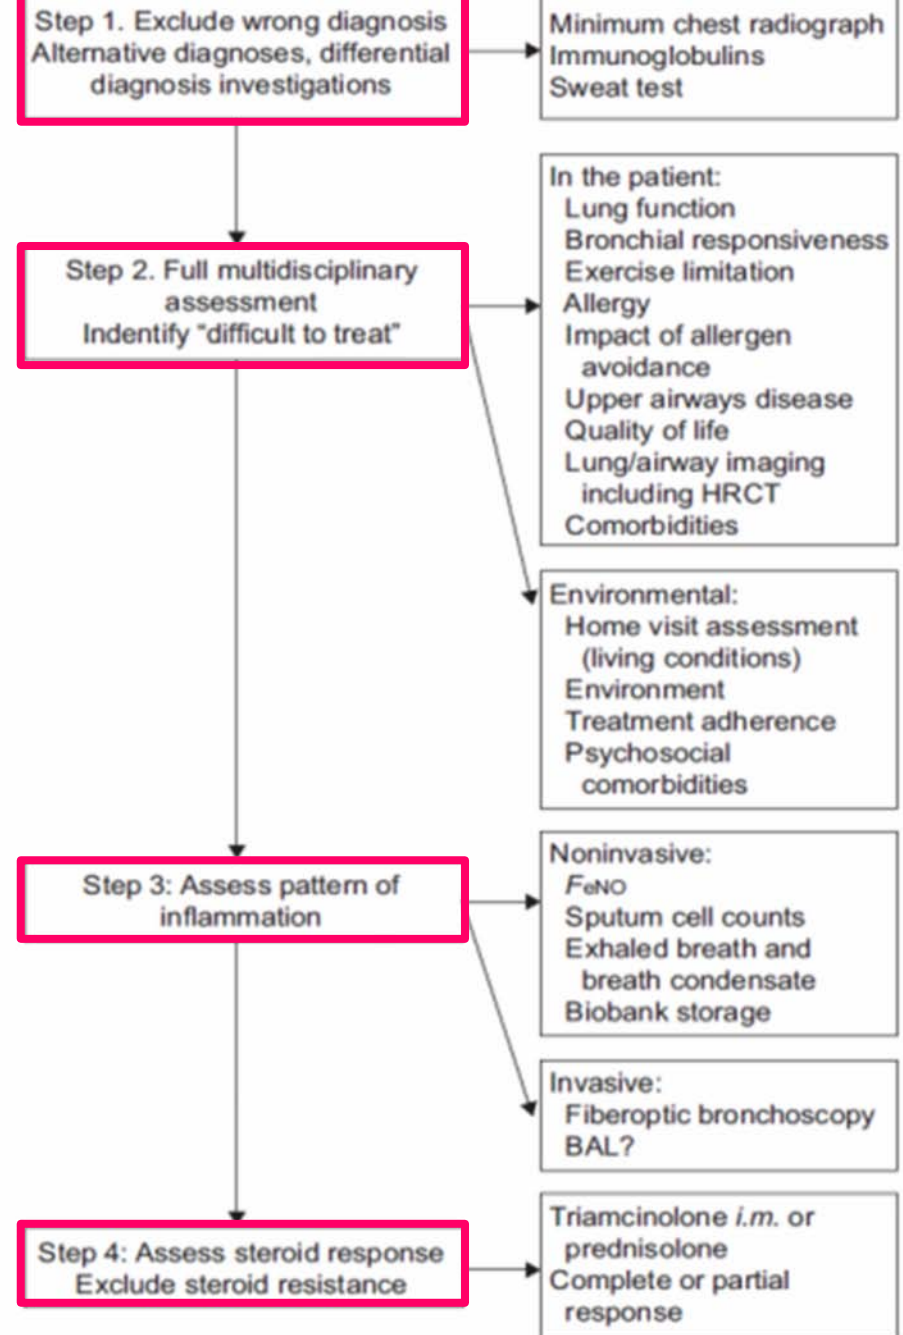 Step 1. Exclude wrong diagnosis
Alternative diagnoses, differential
diagnosis investigations
Minimum chest radiograph
Immunoglobulins
Sweat test
Step 2. Full multidisciplinary
assessment
Indentify "difficult to treat"
In the patient:
Lung function
Bronchial responsiveness
Exercise limitation
Allergy
Impact of allergen
avoidance
Upper airways disease
Quality of life
Lung/airway imaging
including HRCT
Comorbidities
Environmental:
Home visit assessment
(living conditions)
Environment
Treatment adherence
Psychosocial
comorbidities
Step 3: Assess pattern of
inflammation
Noninvasive:
FeNO
Sputum cell counts
Exhaled breath and
breath condensate
Biobank storage
Invasive:
Fiberoptic bronchoscopy
BAL?
Step 4: Assess steroid response
Exclude steroid resistance
Triamcinolone i.m. or
prednisolone
Complete or partial
response